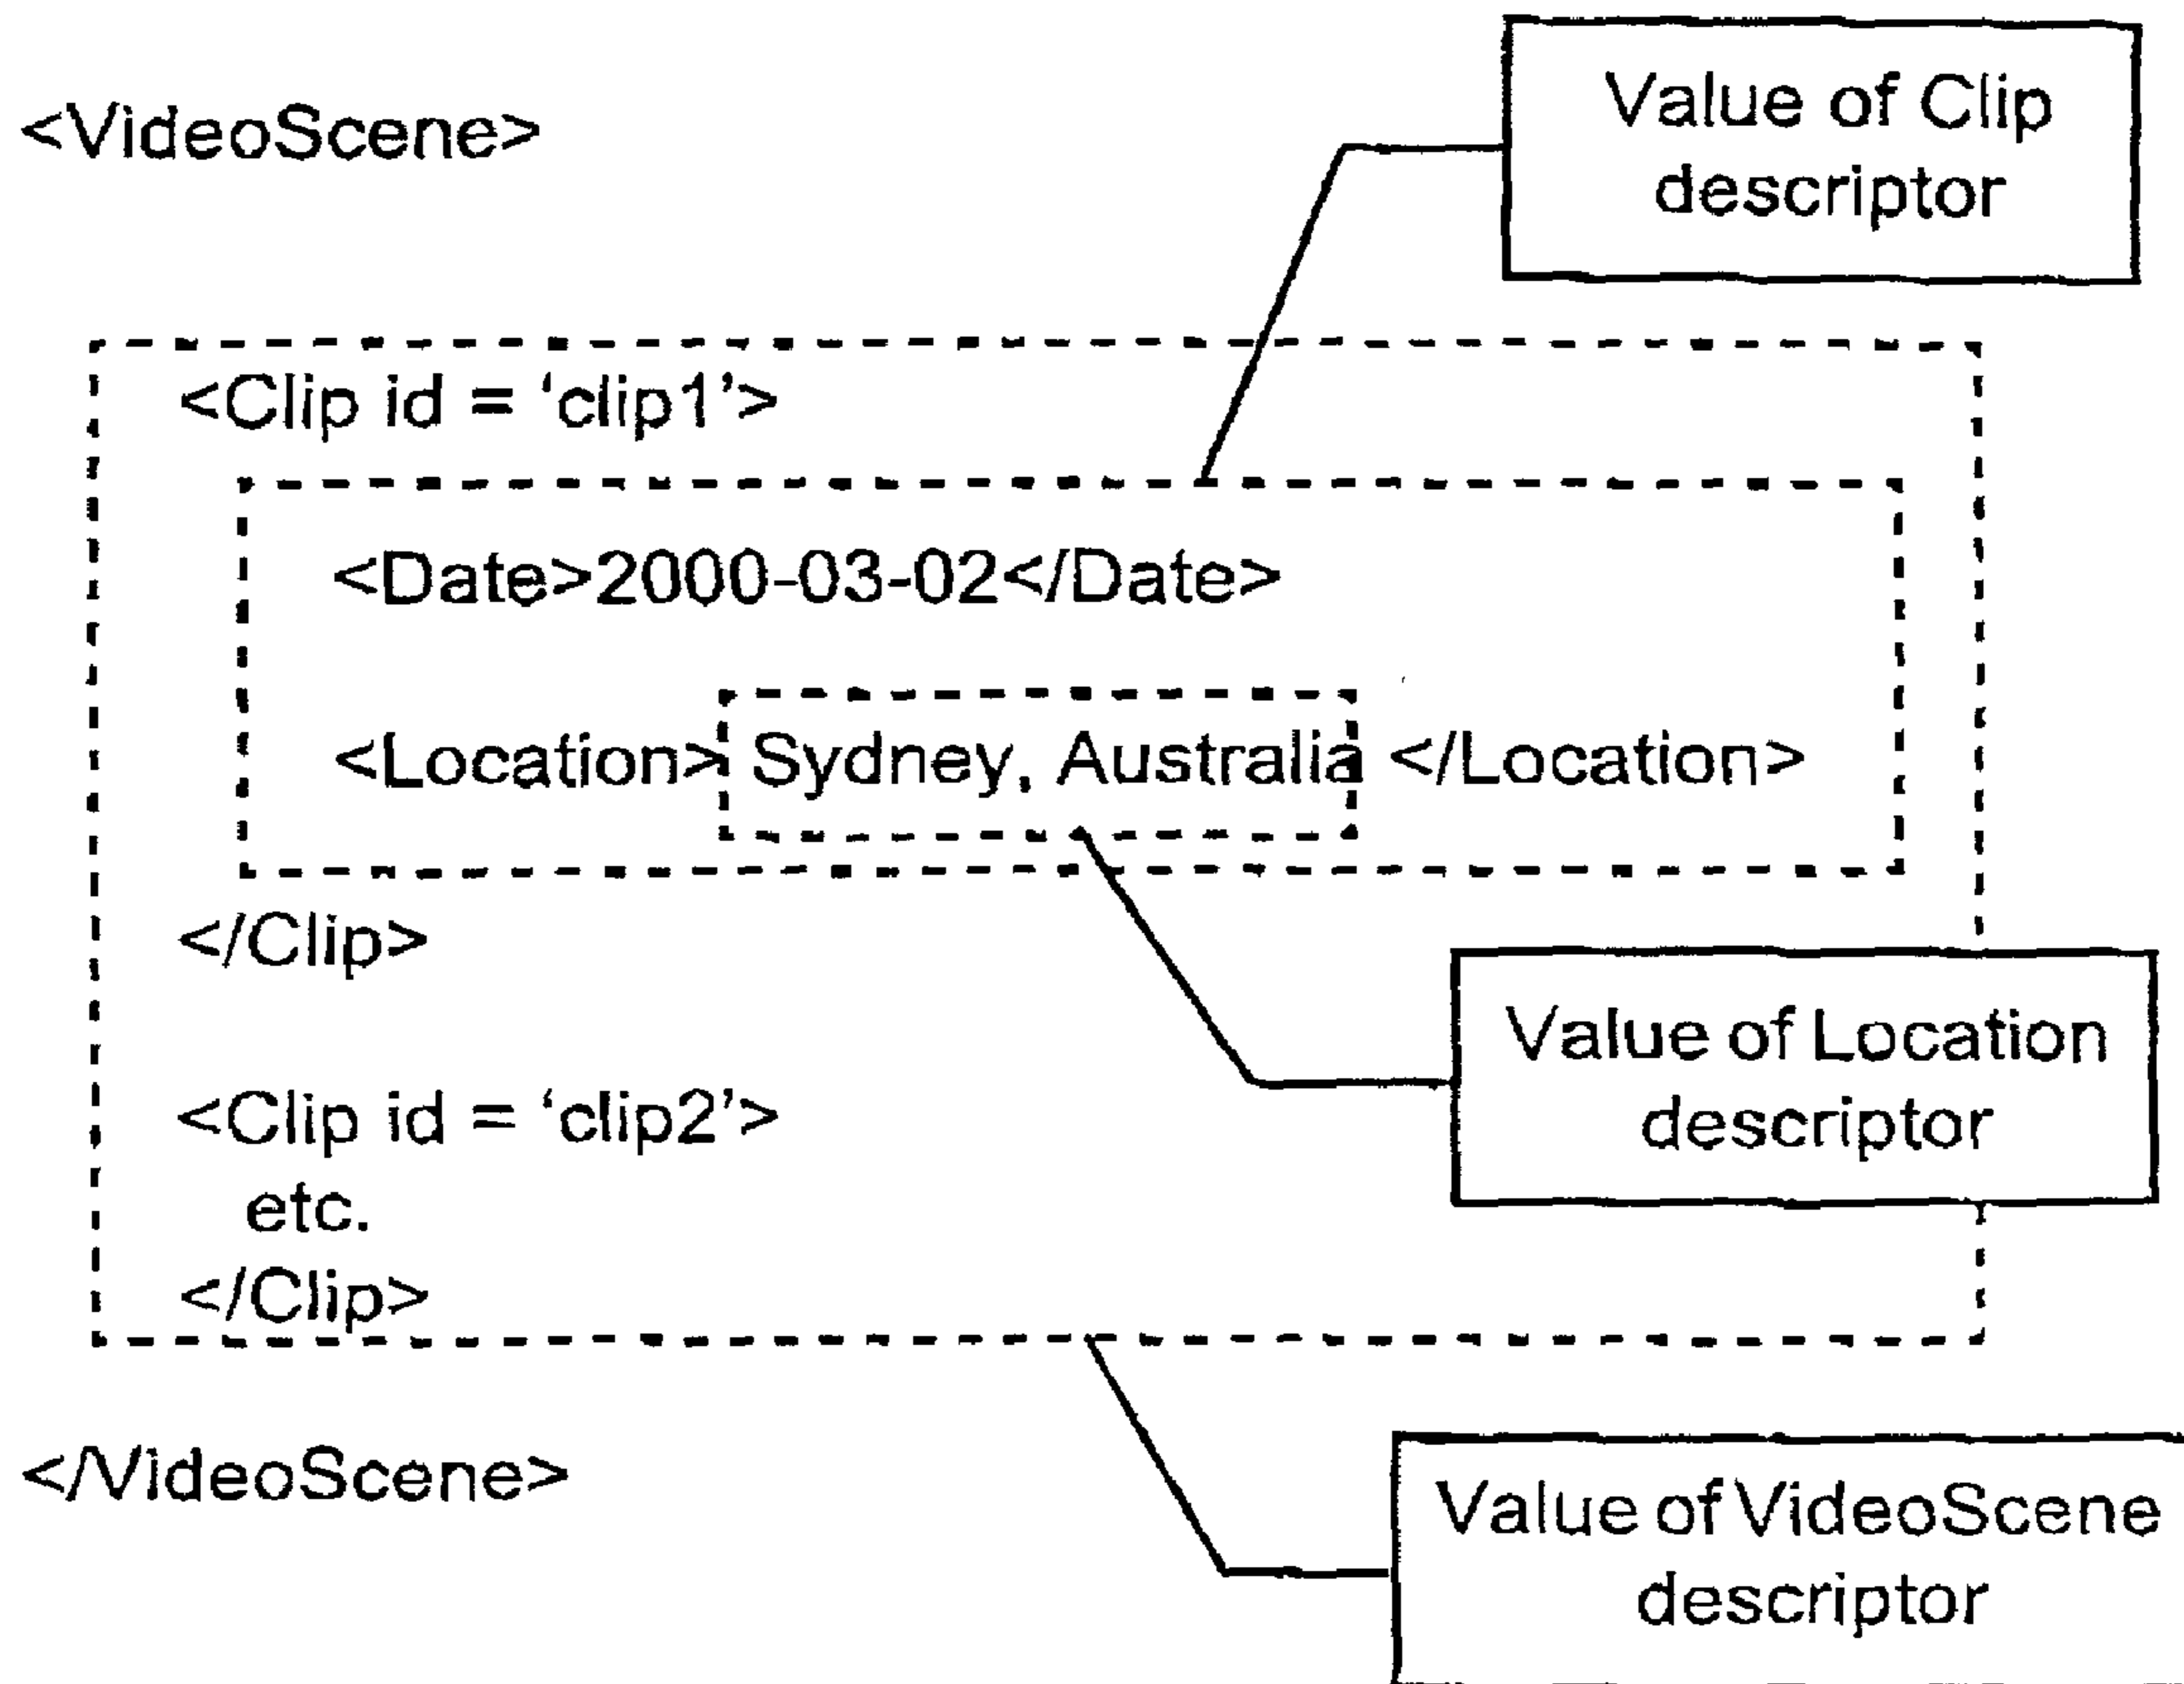 Value of Clip
descriptor
<VideoScene>
<Clip id = ‘clip1’>
<Date>2000-03-02</Date>
<Location> Sydney, Australia </Location>
</Clip>
Value of Location
descriptor
<Clip id = ‘clip2’>
etc.
</Clip>
</VideoScene>
Value of VideoScene
descriptor